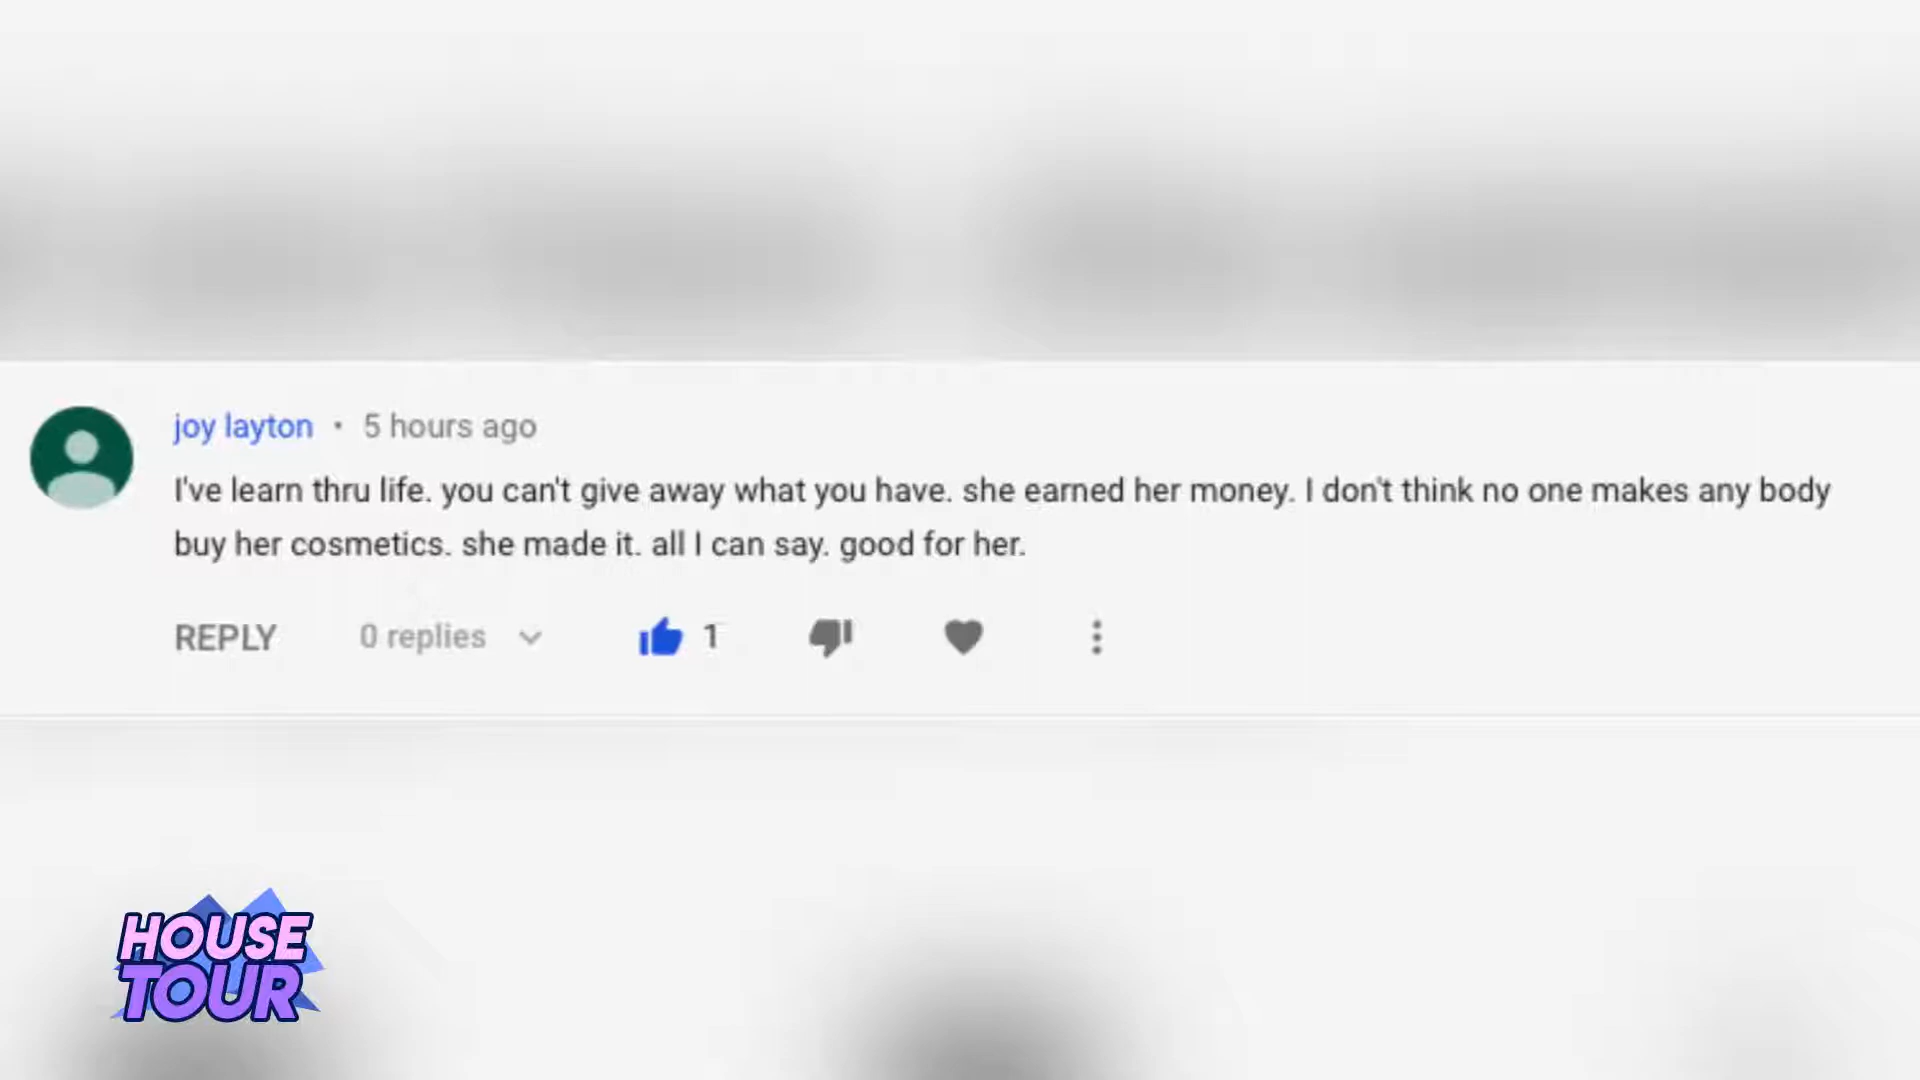 joy layton • 5 hours ago
I've learn thru life. you can't give away what you have. she earned her money. I don't think no one makes any body
buy her cosmetics. she made it. all I can say. good for her.
REPLY 0 replies 1
HOUSE
TOUR